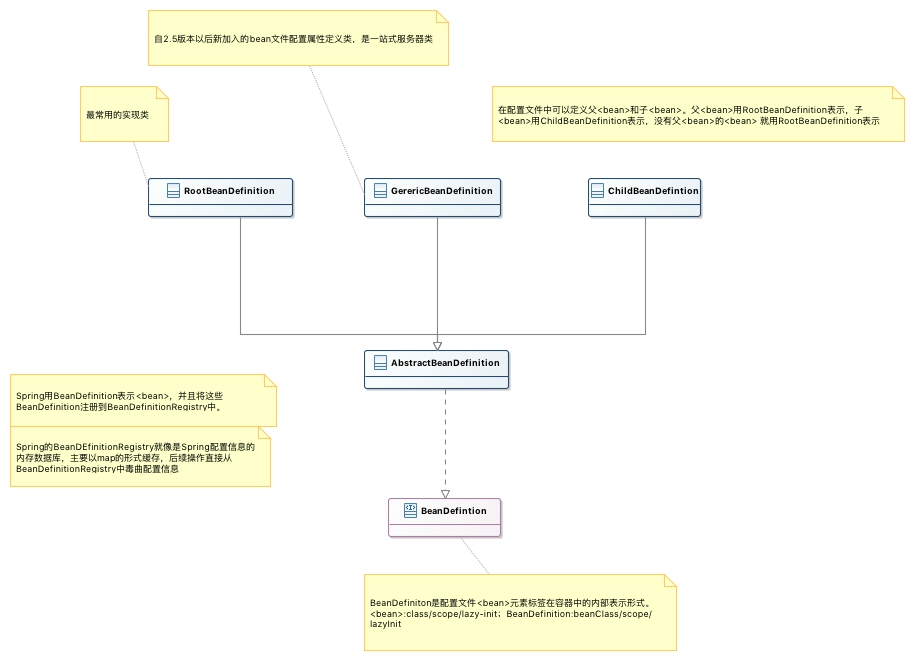 自2.5版本以后新加入的bean文件配置属性定义类，是一站式服务器类
最常用的实现类
在配置文件中可以定义父<bean>和子<bean>。父<bean>用RootBeanDefinition表示，子
<bean>用ChildBeanDefinition表示，没有父<bean>的<bean> 就用RootBeanDefinition表示
RootBeanDefinition
GerericBeanDefinition
ChildBeanDefintion
AbstractBeanDefinition
Spring用BeanDefinition表示<bean>，并且将这些
BeanDefinition注册到BeanDefinitionRegistry中。
Spring的BeanDEfinitionRegistry就像是Spring配置信息的
内存数据库，主要以map的形式缓存，后续操作直接从
BeanDefinitionRegistry中毒曲配置信息
BeanDefintion
BeanDefiniton是配置文件<bean>元素标签在容器中的内部表示形式。
<bean>:class/scope/lazy-init；BeanDefinition:beanClass/scope/
lazyInit